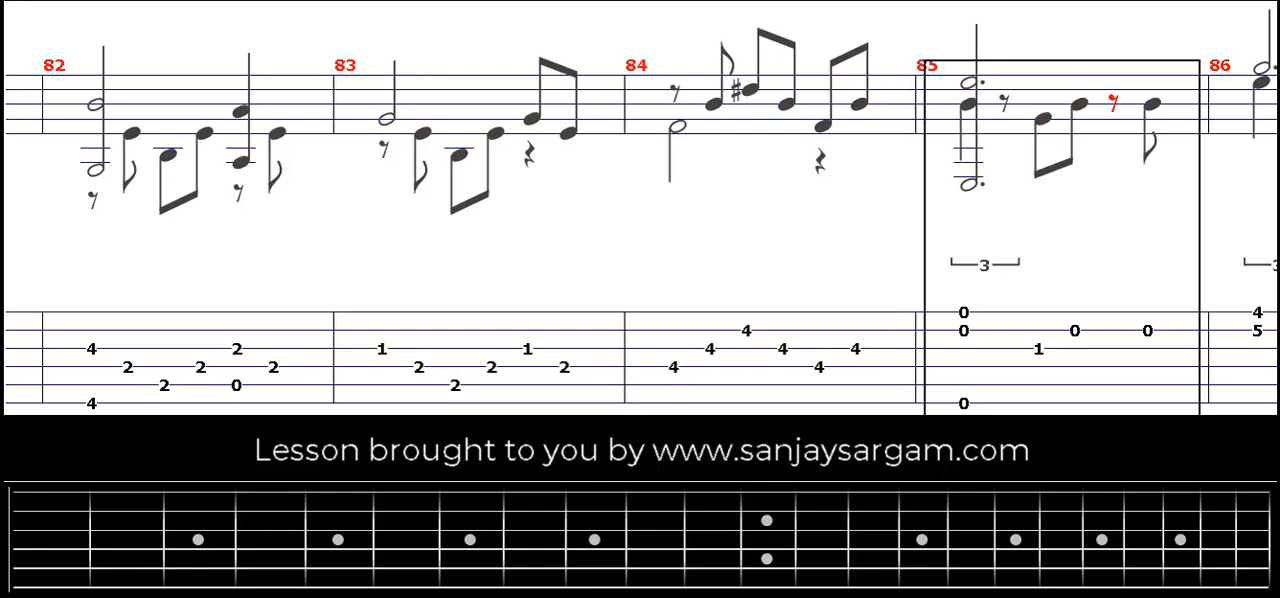 82 83 84 85 86
3 3
0 4
0 4 0 0 5
4 2 1 1 4 4 4 1
2 2 2 2 2 2 4 4
2 0 2
4 0
Lesson brought to you by www.sanjaysargam.com